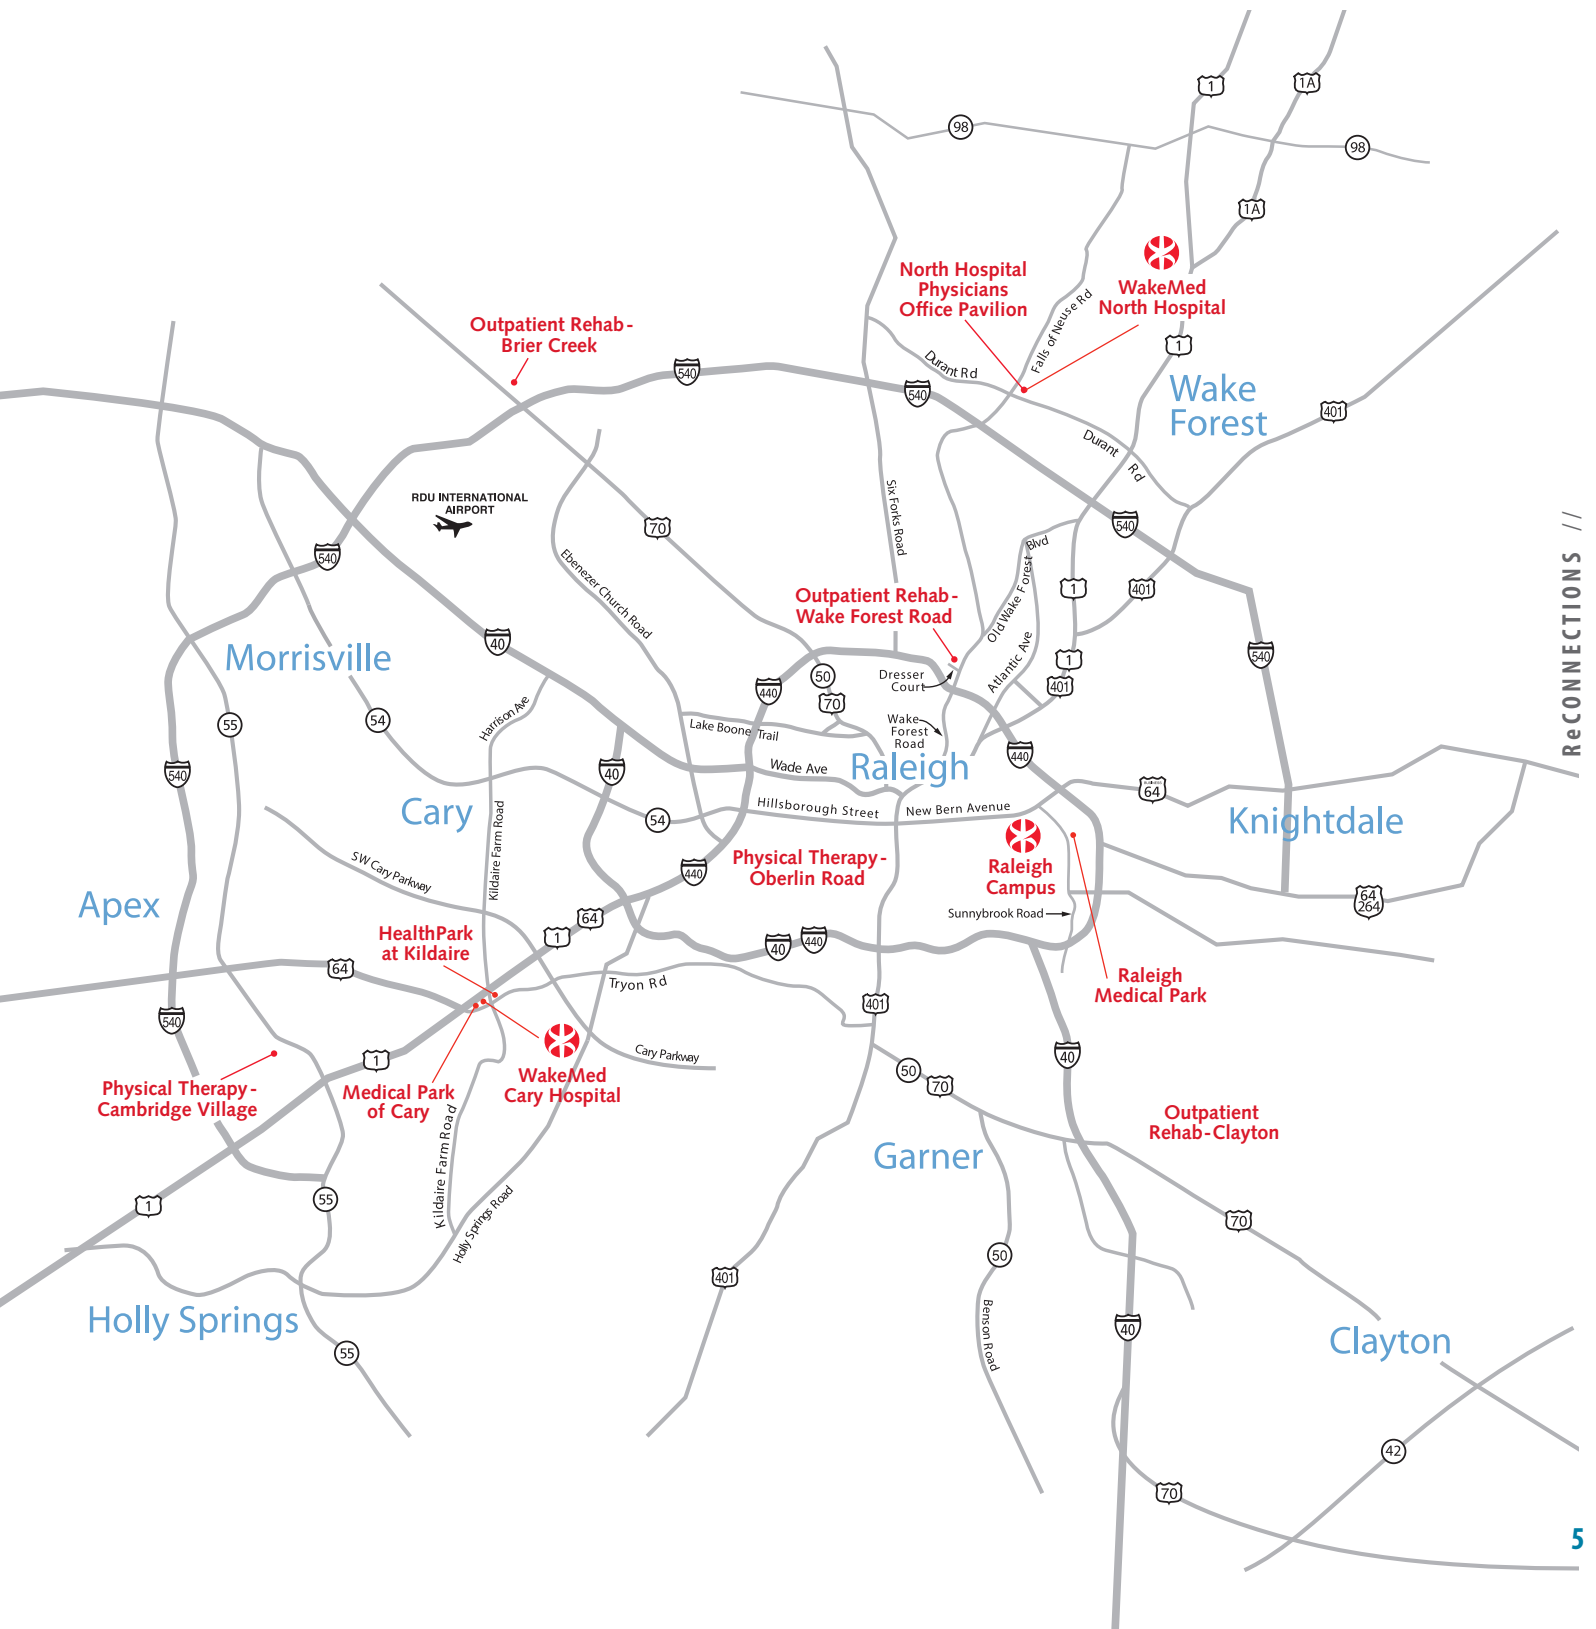 1
1A
98
98
1A
North Hospital
Physicians
Office Pavilion
WakeMed
North Hospital
Falls of Neuse Rd
Outpatient Rehab-
Brier Creek
1
Durant Rd
540
540
Wake
Forest
401
Durant Rd
RDU INTERNATIONAL
AIRPORT
70
Six Forks Road
540
ReCONNECTIONS //
540
Ebenezer Church Road
Old Wake Forest Blvd
1
401
Outpatient Rehab-
Wake Forest Road
40
Morrisville
Atlantic Ave
540
1
Dresser
Court
50
440
401
70
Harrison Ave
54
55
Lake Boone Trail
Wake
Forest
Road
440
540
40
Wade Ave
Raleigh
BUSINESS
64
Cary
54
Hillsborough Street
New Bern Avenue
Knightdale
Kildaire Farm Road
SW Cary Parkway
440
Physical Therapy-
Oberlin Road
Raleigh
Campus
Apex
64
264
Sunnybrook Road
64
HealthPark
at Kildaire
1
40
440
64
Tryon Rd
Raleigh
Medical Park
401
540
1
40
Cary Parkway
50
70
Physical Therapy-
Cambridge Village
Medical Park
of Cary
WakeMed
Cary Hospital
Outpatient
Rehab-Clayton
Kildaire Farm Road
Garner
1
55
Holly Springs Road
70
50
401
Holly Springs
Benson Road
40
Clayton
55
42
70
5